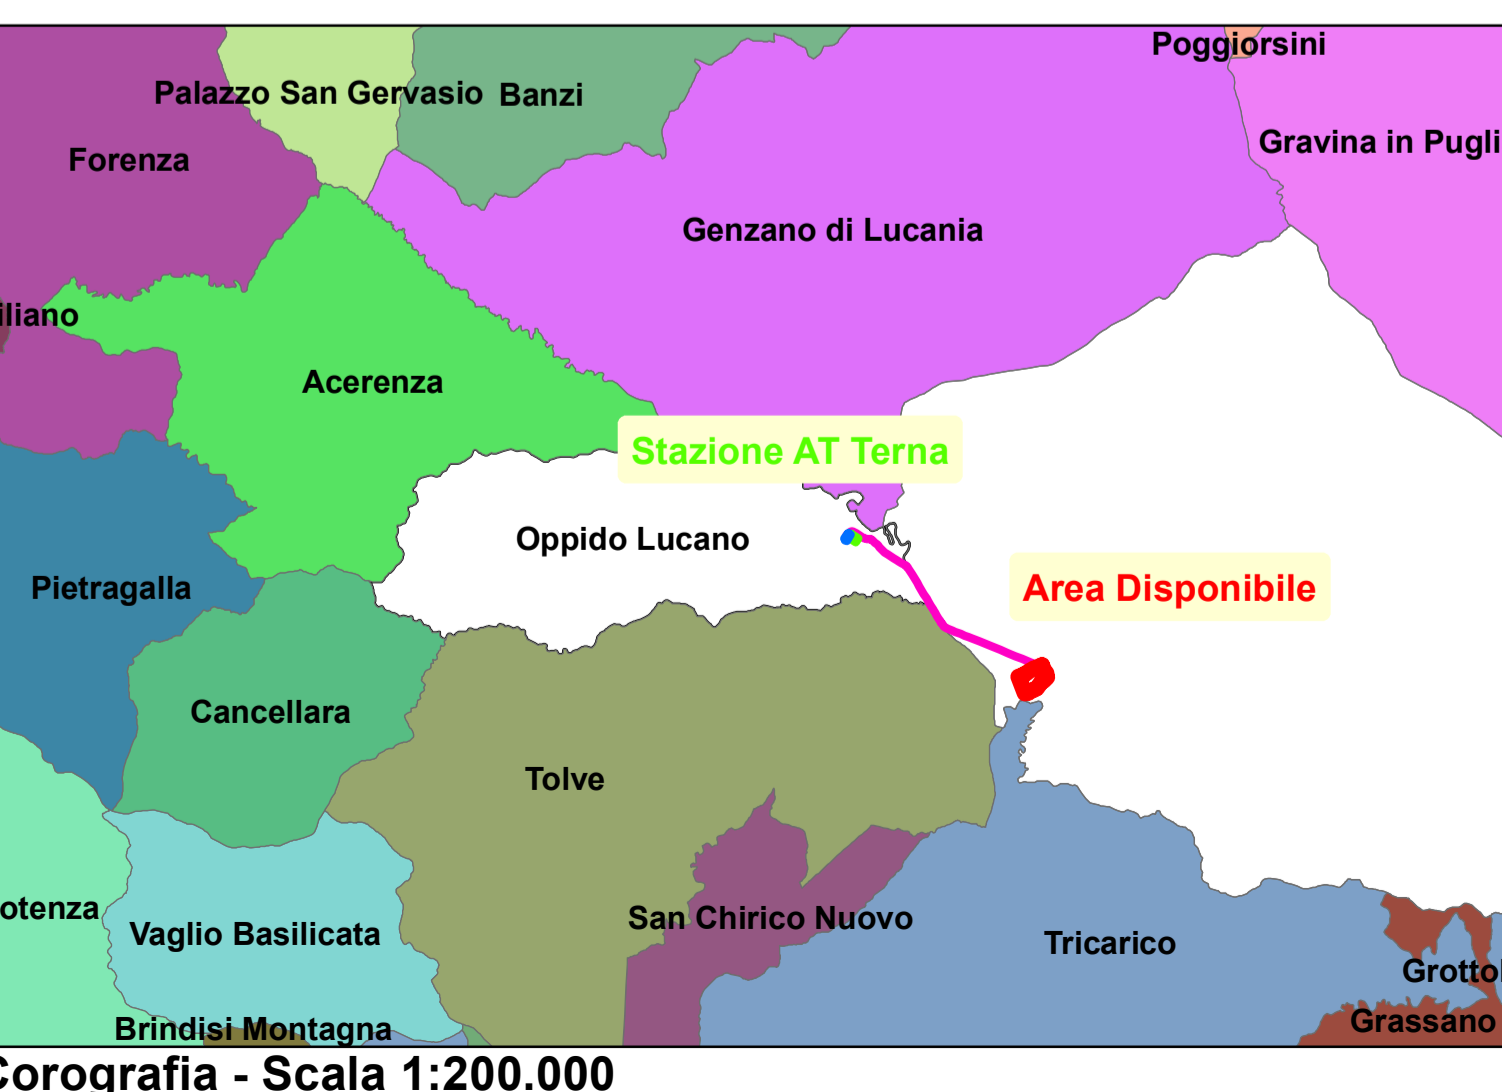 Poggiorsini
Palazzo San Gervasio
Banzi
Gravina in Pugli
Forenza
Genzano di Lucania
iliano
Acerenza
Stazione AT Terna
Oppido Lucano
Pietragalla
Area Disponibile
Cancellara
Tolve
otenza
San Chirico Nuovo
Vaglio Basilicata
Tricarico
Grottol
Grassano
Brindisi Montagna
Corografia - Scala 1:200.000